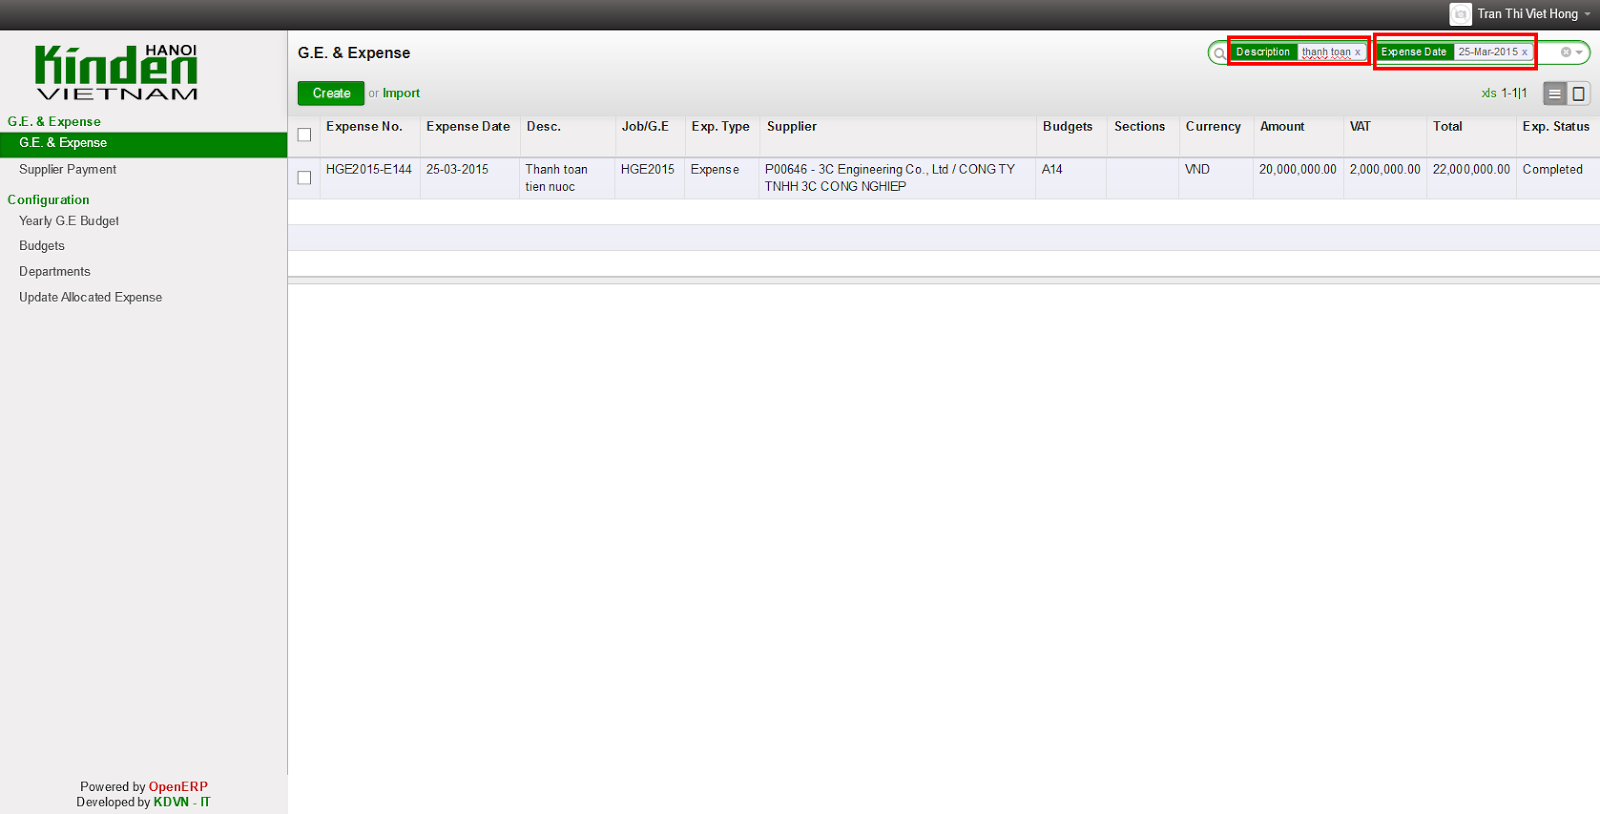 Tran Thi Viet Hong
HANOI
Kinden
VIETNAM
G.E. & Expense
Description thanh toan x Expense Date 25-Mar-2015 x
Create or Import
xls 1-1|1
G.E. & Expense
G.E. & Expense
Supplier Payment
Configuration
Yearly G.E Budget
Budgets
Departments
Update Allocated Expense
Expense No. Expense Date Desc. Job/G.E Exp. Type Supplier Budgets Sections Currency Amount VAT Total Exp. Status
HGE2015-E144 25-03-2015 Thanh toan HGE2015 Expense P00646 - 3C Engineering Co., Ltd / CONG TY A14 VND 20,000,000.00 2,000,000.00 22,000,000.00 Completed
tien nuoc TNHH 3C CONG NGHIEP
Powered by OpenERP
Developed by KDVN - IT